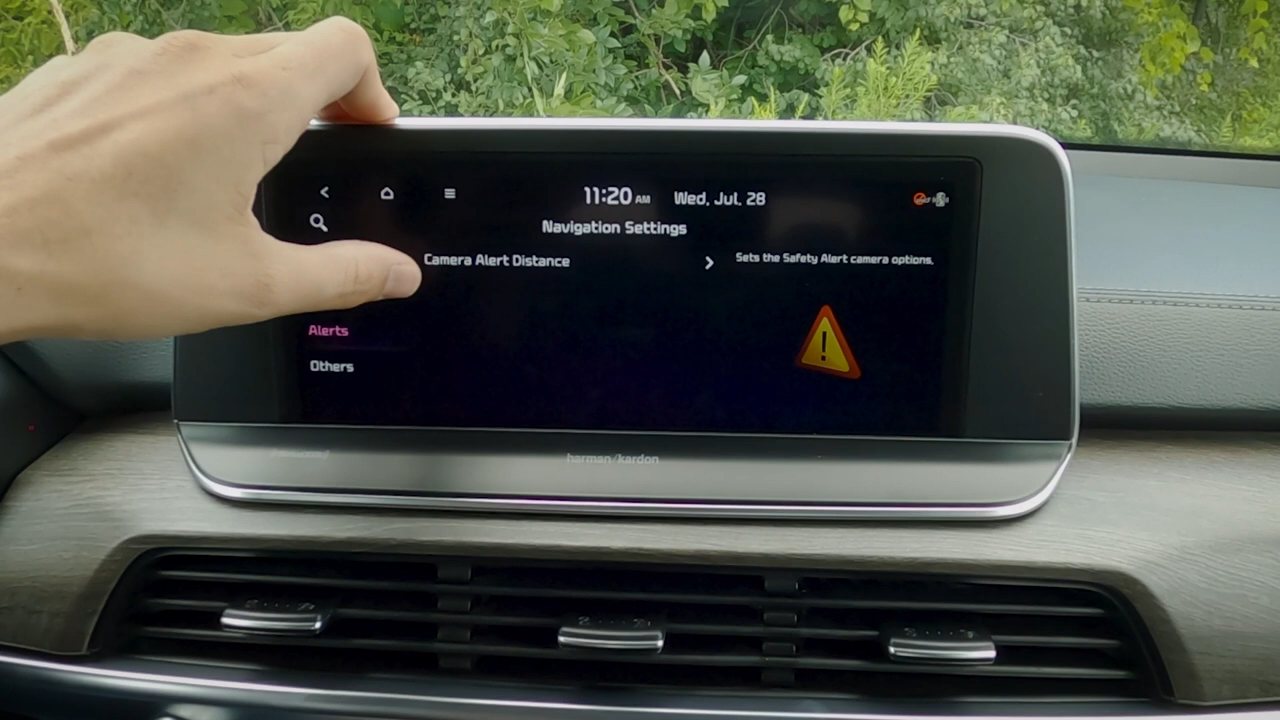 11:20 AM Wed, Jul. 28
Navigation Settings
Camera Alert Distance
Sets the Safety Alert camera options.
Alerts
Others
harman/kardon